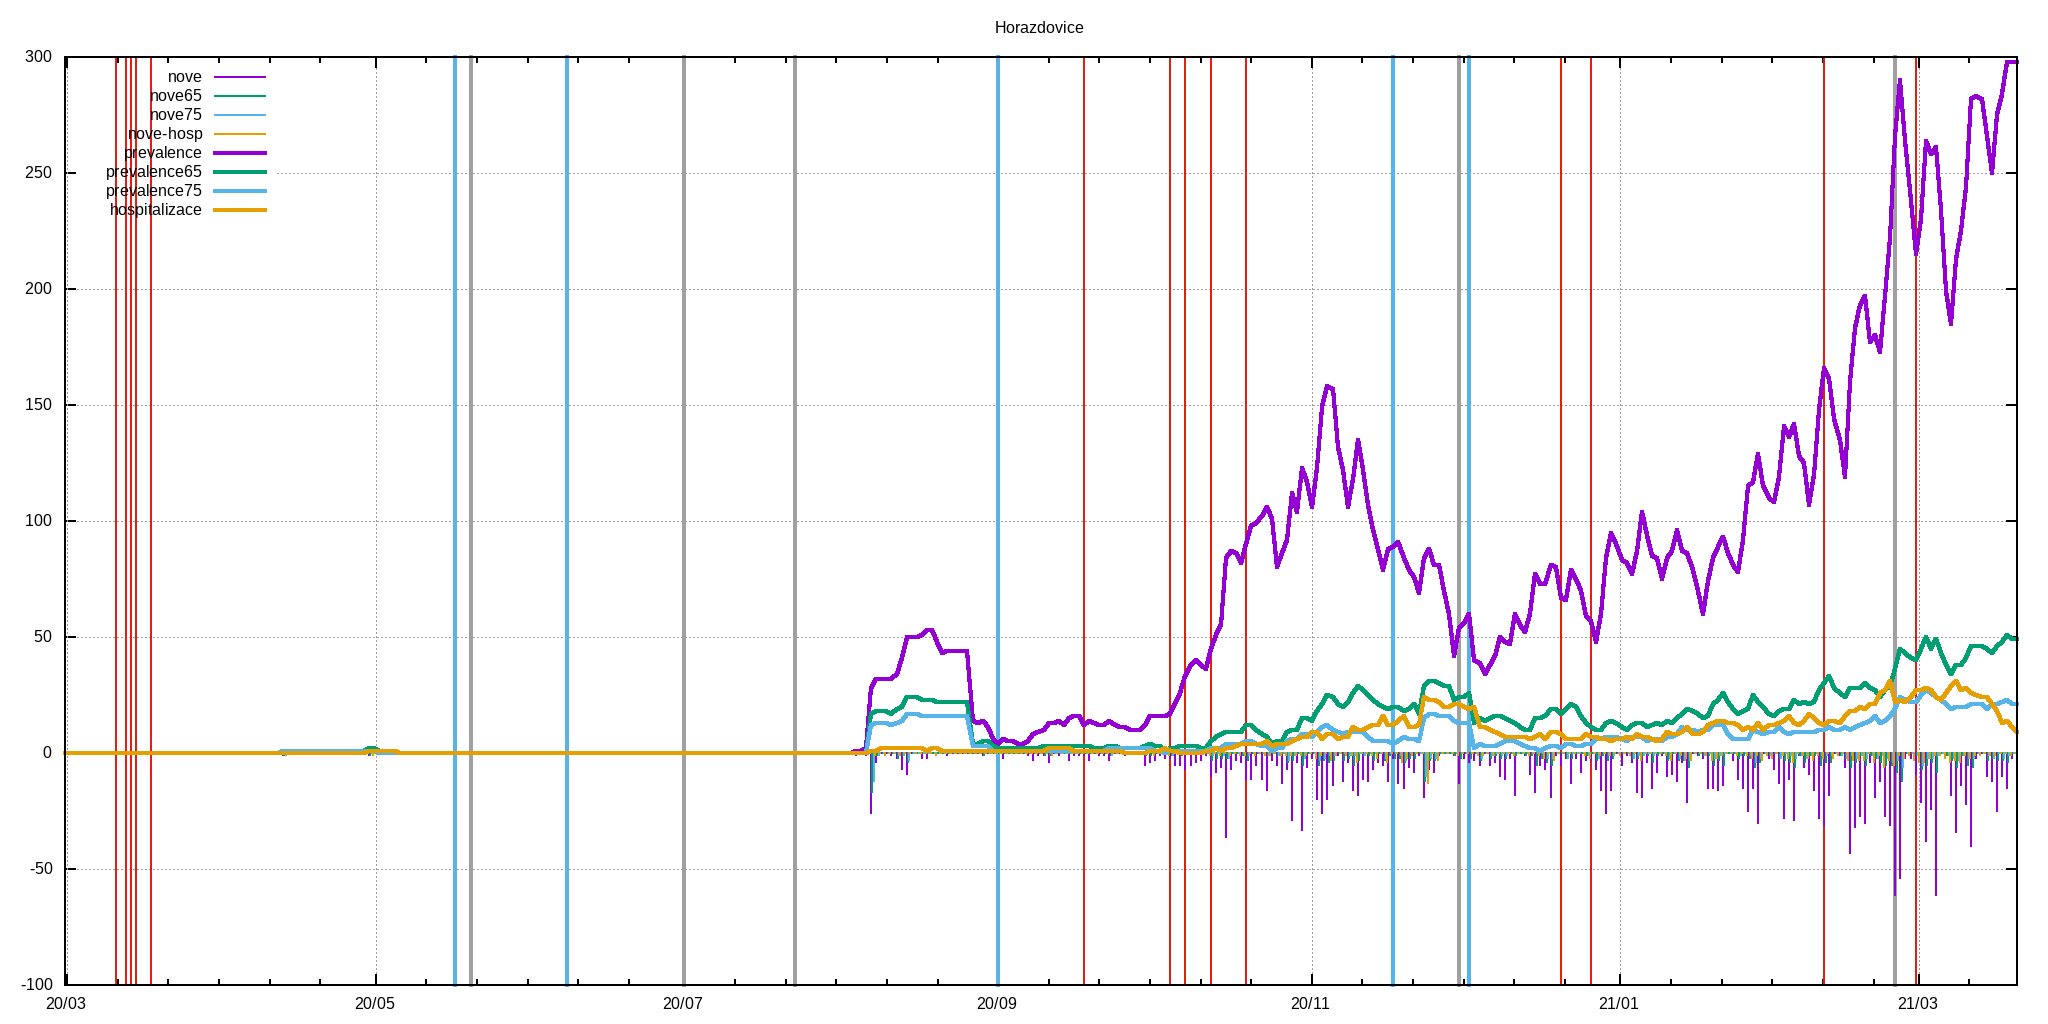 Horazdovice
300
250
200
150
100
50
0
-50
-100
nove
nove65
nove75
nove-hosp
prevalence
prevalence65
prevalence75
hospitalizace
20/03 20/05 20/07 20/09 20/11 21/01 21/03